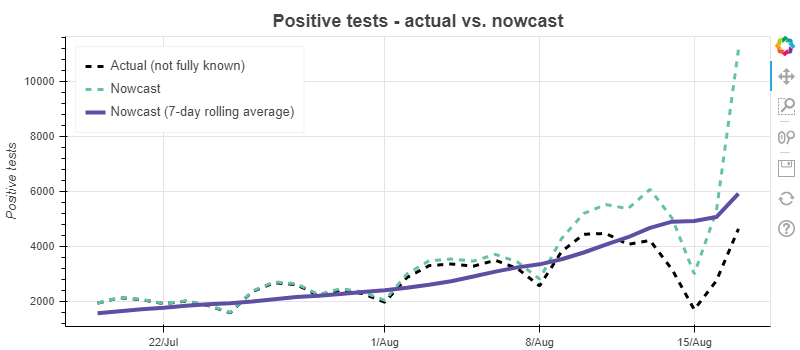 Positive tests - actual vs. nowcast
Actual (not fully known)
Nowcast
Nowcast (7-day rolling average)
Positive tests
10000
8000
6000
4000
2000
22/Jul
1/Aug
8/Aug
15/Aug